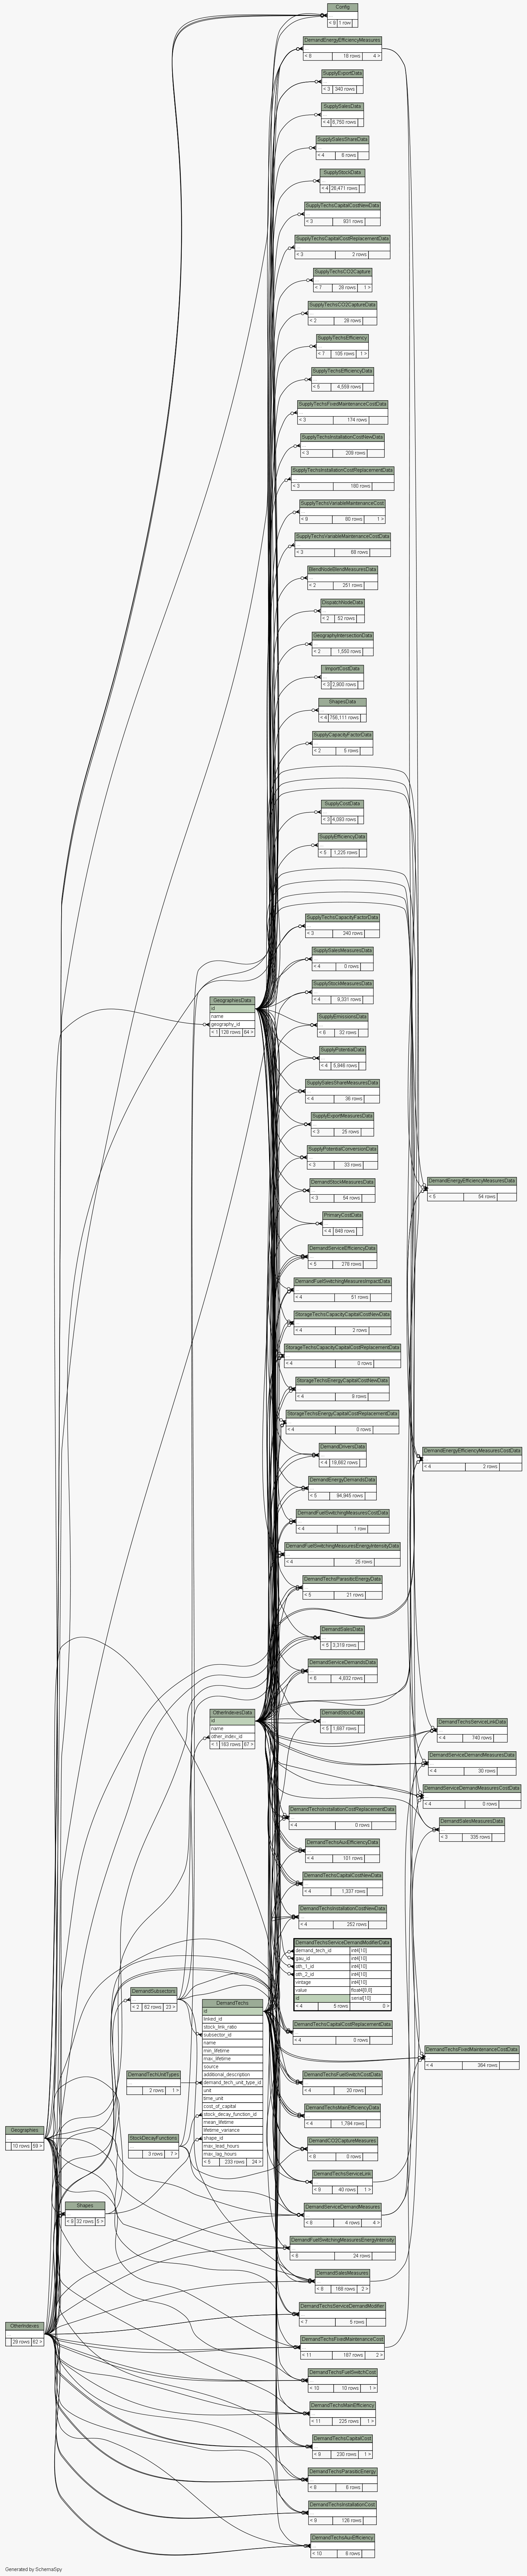 Config
< 8 1 row
DemandEnergyEfficiencyMeasures
< 8 18 rows 4 >
SupplyExportData
< 3 340 rows
SupplySalesData
< 4 8,750 rows
SupplySalesShareData
< 4 6 rows
SupplyStockData
< 4 26,471 rows
SupplyTechsCapitalCostNewData
< 3 931 rows
SupplyTechsCapitalCostReplacementData
< 3 2 rows
SupplyTechsCO2Capture
< 7 28 rows 1 >
SupplyTechsCO2CaptureData
< 2 28 rows
SupplyTechsEfficiency
< 7 105 rows 1 >
SupplyTechsEfficiencyData
< 5 4,559 rows
SupplyTechsFixedMaintenanceCostData
< 3 174 rows
SupplyTechsInstallationCostNewData
< 3 209 rows
SupplyTechsInstallationCostReplacementData
< 3 180 rows
SupplyTechsVariableMaintenanceCost
< 8 80 rows 1 >
SupplyTechsVariableMaintenanceCostData
< 3 68 rows
BlendNodeBlendMeasuresData
< 2 251 rows
DispatchNodeData
< 2 52 rows
GeographyIntersectionData
< 2 1,550 rows
ImportCostData
< 3 2,800 rows
ShapesData
< 4 756,111 rows
SupplyCapacityFactorData
< 2 5 rows
SupplyCostData
< 3 4,093 rows
SupplyEfficiencyData
< 5 1,225 rows
SupplyTechsCapacityFactorData
< 3 240 rows
SupplySalesMeasuresData
< 4 0 rows
SupplyStockMeasuresData
< 4 9,331 rows
GeographiesData
id
name
geography_id
< 1 128 rows 64 >
SupplyEmissionsData
< 6 32 rows
SupplyPotentialData
< 4 5,846 rows
SupplySalesShareMeasuresData
< 4 36 rows
SupplyExportMeasuresData
< 3 25 rows
SupplyPotentialConversionData
< 3 33 rows
DemandStockMeasuresData
< 3 54 rows
DemandEnergyEfficiencyMeasuresData
< 5 54 rows
PrimaryCostData
< 4 846 rows
DemandServiceEfficiencyData
< 5 278 rows
DemandFuelSwitchingMeasuresImpactData
< 4 51 rows
StorageTechsCapacityCapitalCostNewData
< 4 2 rows
StorageTechsCapacityCapitalCostReplacementData
< 4 0 rows
StorageTechsEnergyCapitalCostNewData
< 4 9 rows
StorageTechsEnergyCapitalCostReplacementData
< 4 0 rows
DemandDriversData
< 4 19,682 rows
DemandEnergyEfficiencyMeasuresCostData
< 4 2 rows
DemandEnergyDemandsData
< 5 94,945 rows
DemandFuelSwitchingMeasuresCostData
< 4 1 row
DemandFuelSwitchingMeasuresEnergyIntensityData
< 4 25 rows
DemandTechsParasiticEnergyData
< 5 21 rows
DemandSalesData
< 5 3,319 rows
DemandServiceDemandsData
< 6 4,932 rows
OtherIndexesData
id
name
other_index_id
< 1 183 rows 67 >
DemandStockData
< 5 1,697 rows
DemandTechsServiceLinkData
< 4 740 rows
DemandServiceDemandMeasuresData
< 4 30 rows
DemandServiceDemandMeasuresCostData
< 4 0 rows
DemandTechsInstallationCostReplacementData
< 4 0 rows
DemandSalesMeasuresData
< 3 335 rows
DemandTechsAuxEfficiencyData
< 4 101 rows
DemandTechsCapitalCostNewData
< 4 1,337 rows
DemandTechsInstallationCostNewData
< 4 252 rows
DemandTechsServiceDemandModifierData
demand_tech_id int4[10]
gau_id int4[10]
oth_1_id int4[10]
oth_2_id int4[10]
vintage int4[10]
value float4[8,8]
id serial[10]
< 4 5 rows 0 >
DemandSubsectors
< 2 62 rows 23 >
DemandTechs
id
linked_id
stock_link_ratio
subsector_id
name
min_lifetime
max_lifetime
source
additional_description
demand_tech_unit_type_id
unit
time_unit
cost_of_capital
stock_decay_function_id
mean_lifetime
lifetime_variance
shape_id
max_lead_hours
max_lag_hours
< 5 233 rows 24 >
DemandTechsCapitalCostReplacementData
< 4 0 rows
DemandTechsFixedMaintenanceCostData
< 4 384 rows
DemandTechUnitTypes
2 rows 1 >
DemandTechsFuelSwitchCostData
< 4 20 rows
DemandTechsMainEfficiencyData
< 4 1,784 rows
Geographies
10 rows 59 >
StockDecayFunctions
3 rows 7 >
DemandCO2CaptureMeasures
< 8 0 rows
DemandTechsServiceLink
< 9 40 rows 1 >
Shapes
< 9 32 rows 5 >
DemandServiceDemandMeasures
< 8 4 rows 4 >
DemandFuelSwitchingMeasuresEnergyIntensity
< 6 24 rows
DemandSalesMeasures
< 8 168 rows 2 >
DemandTechsServiceDemandModifier
< 7 5 rows
OtherIndexes
29 rows 62 >
DemandTechsFixedMaintenanceCost
< 11 197 rows 2 >
DemandTechsFuelSwitchCost
< 10 10 rows 1 >
DemandTechsMainEfficiency
< 11 225 rows 1 >
DemandTechsCapitalCost
< 9 230 rows 1 >
DemandTechsParasiticEnergy
< 8 6 rows
DemandTechsInstallationCost
< 9 126 rows
DemandTechsAuxEfficiency
< 10 6 rows
Generated by SchemaSpy